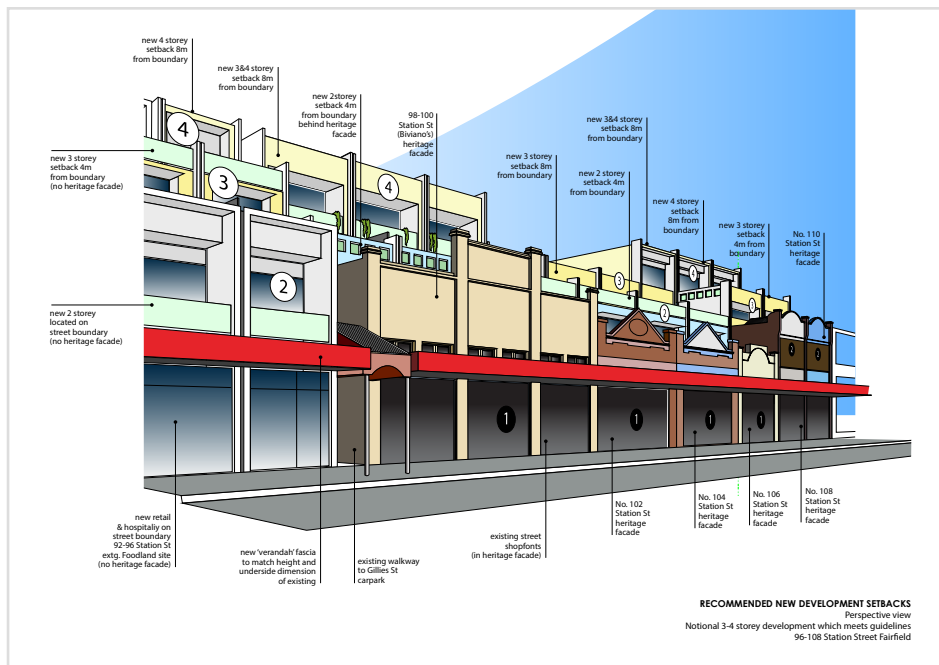 new 4 storey
setback 8m
from boundary
new 3&4 storey
setback 8m
from boundary
new 2storey
setback 4m
from boundary
behind heritage
facade
98-100
Station St
(Biviano's)
heritage
facade
new 3&4 storey
setback 8m
from boundary
new 3 storey
setback 8m
from boundary
new 2 storey
setback 4m
from boundary
new 4 storey
setback
8m from
boundary
new 3 storey
setback
4m from
boundary
No. 110
Station St
heritage
facade
new 3 storey
setback 4m
from boundary
(no heritage facade)
4
3
4
2
3
4
2
3
2
2
1
1
1
1
1
new 2 storey
located on
street boundary
(no heritage facade)
new retail
& hospitaliy on
street boundary
92-96 Station St
extg. Foodland site
(no heritage facade)
new 'verandah' fascia
to match height and
underside dimension
of existing
existing walkway
to Gillies St
carpark
existing street
shopfonts
(in heritage facade)
No. 102
Station St
heritage
facade
No. 104
Station St
heritage
facade
No. 106
Station St
heritage
facade
No. 108
Station St
heritage
facade
RECOMMENDED NEW DEVELOPMENT SETBACKS
Perspective view
Notional 3-4 storey development which meets guidelines
96-108 Station Street Fairfield